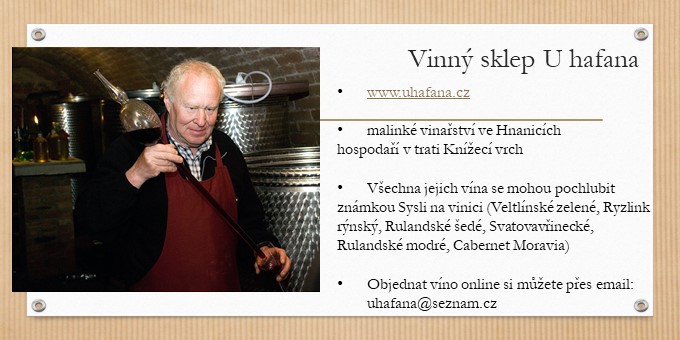 Vinný sklep U hafana
• www.uhafana.cz
• malinké vinařství ve Hnanicích
hospodaří v trati Knížecí vrch
• Všechna jejich vína se mohou pochlubit
známkou Sysli na vinici (Veltlínské zelené, Ryzlink
rýnský, Rulandské šedé, Svatovavřinecké,
Rulandské modré, Cabernet Moravia)
• Objednat víno online si můžete přes email:
uhafana@seznam.cz